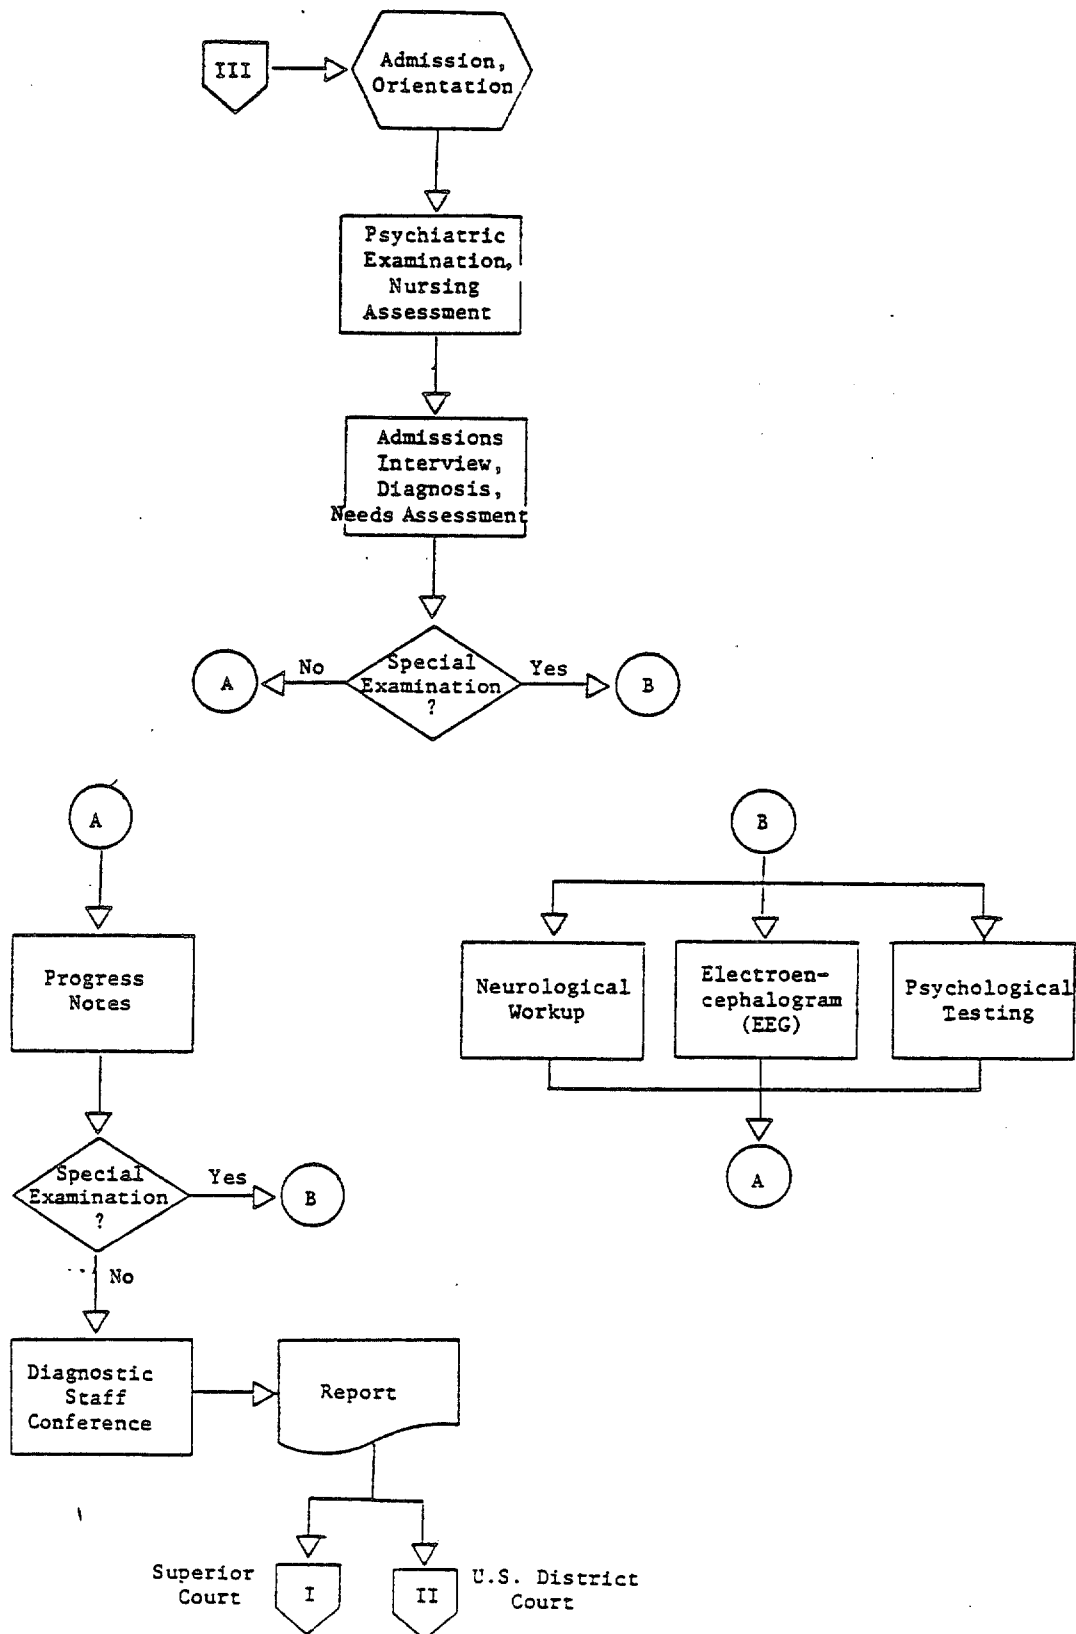 III
Admission,
Orientation
Psychiatric
Examination,
Nursing
Assessment
Admissions
Interview,
Diagnosis,
Needs Assessment
A
No
Special
Examination
?
Yes
B
A
Progress
Notes
Special
Examination
?
Yes
B
No
Diagnostic
Staff
Conference
Report
Superior
Court
I
II
U.S. District
Court
B
Neurological
Workup
Electroen-
cephalogram
(EEG)
Psychological
Testing
A